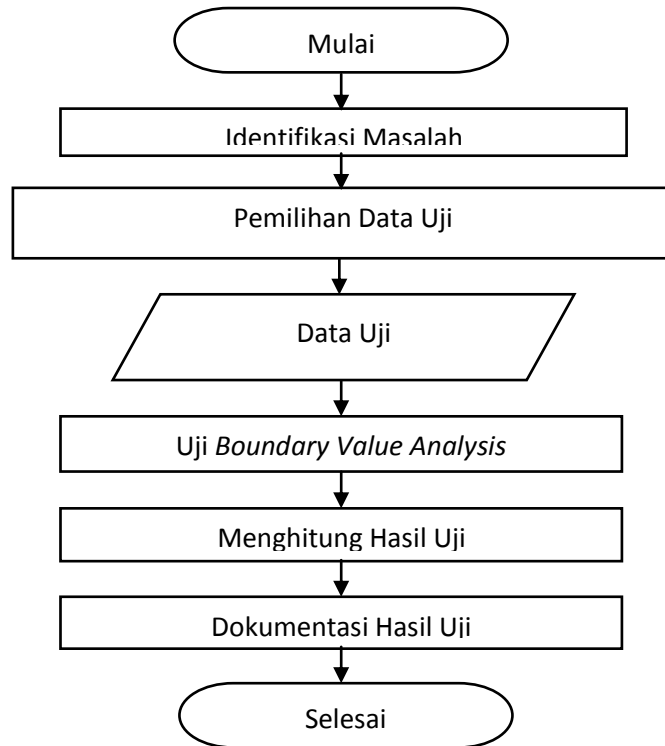 Mulai
Identifikasi Masalah
Pemilihan Data Uji
Data Uji
Uji Boundary Value Analysis
Menghitung Hasil Uji
Dokumentasi Hasil Uji
Selesai